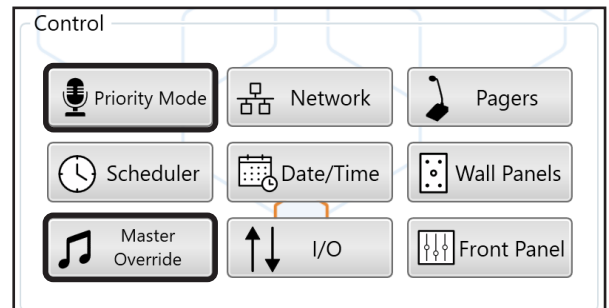 Control
Priority Mode
Network
Pagers
Scheduler
Date/Time
Wall Panels
Master
Override
I/O
Front Panel